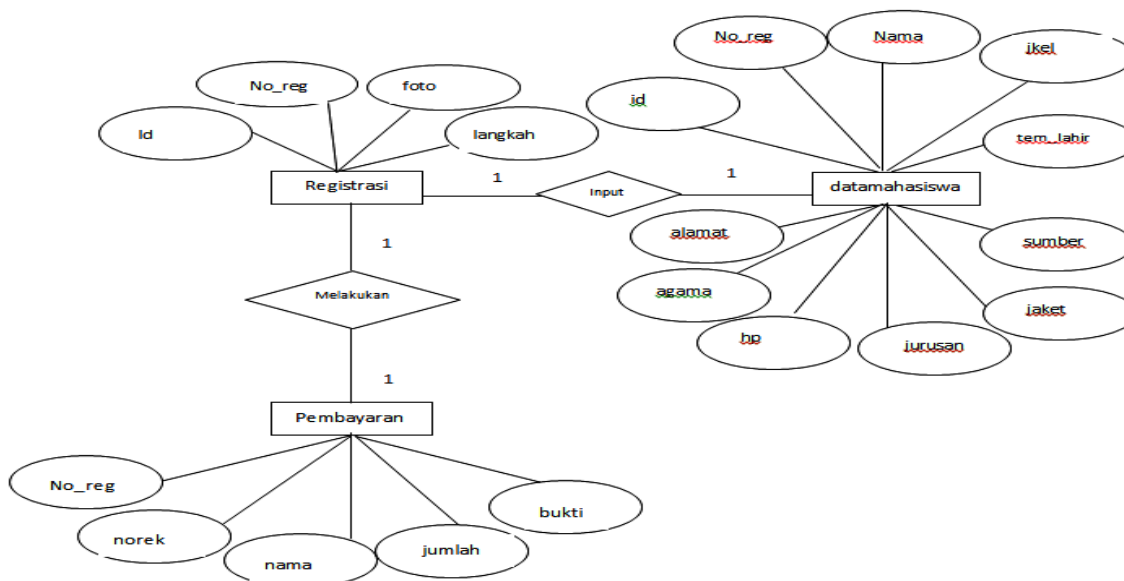 No_reg
Nama
jkel
No_reg
foto
id
Id
langkah
tem_lahir
Registrasi
1
Input
1
datamahasiswa
alamat
sumber
1
Melakukan
agama
jaket
hp
jurusan
1
Pembayaran
No_reg
bukti
norek
jumlah
nama